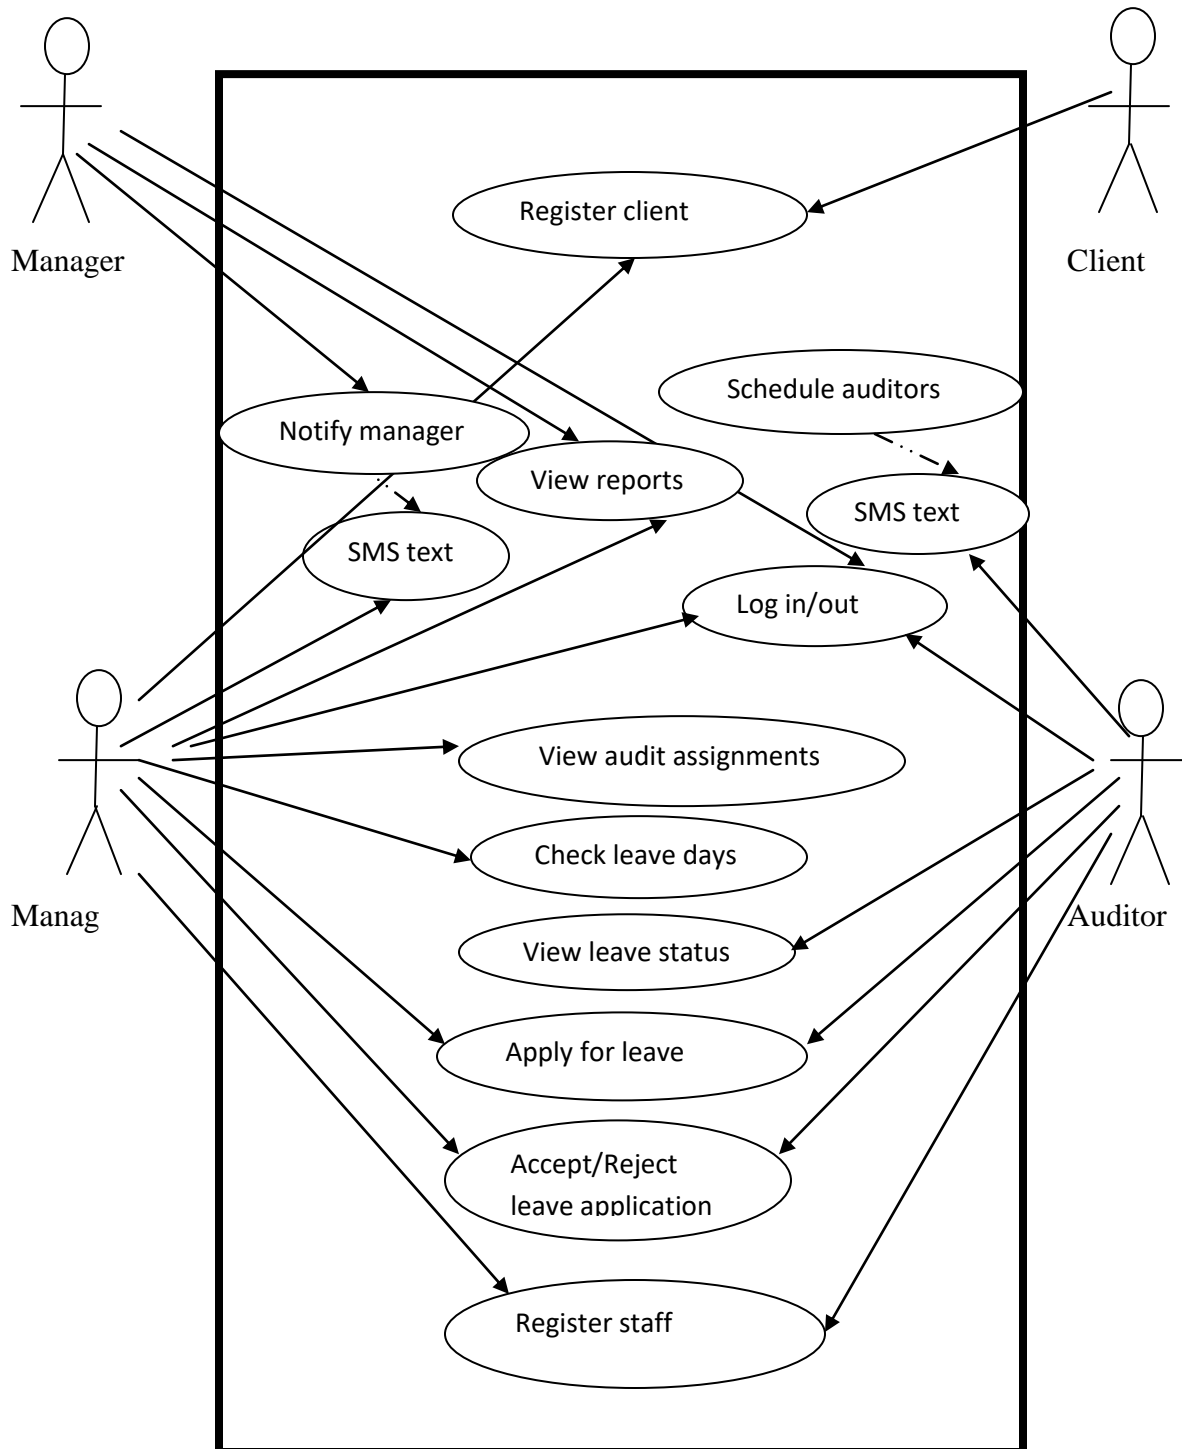 Manager
Client
Register client
Schedule auditors
Notify manager
View reports
SMS text
SMS text
Log in/out
View audit assignments
Check leave days
Manag
Auditor
View leave status
Apply for leave
Accept/Reject
leave application
Register staff